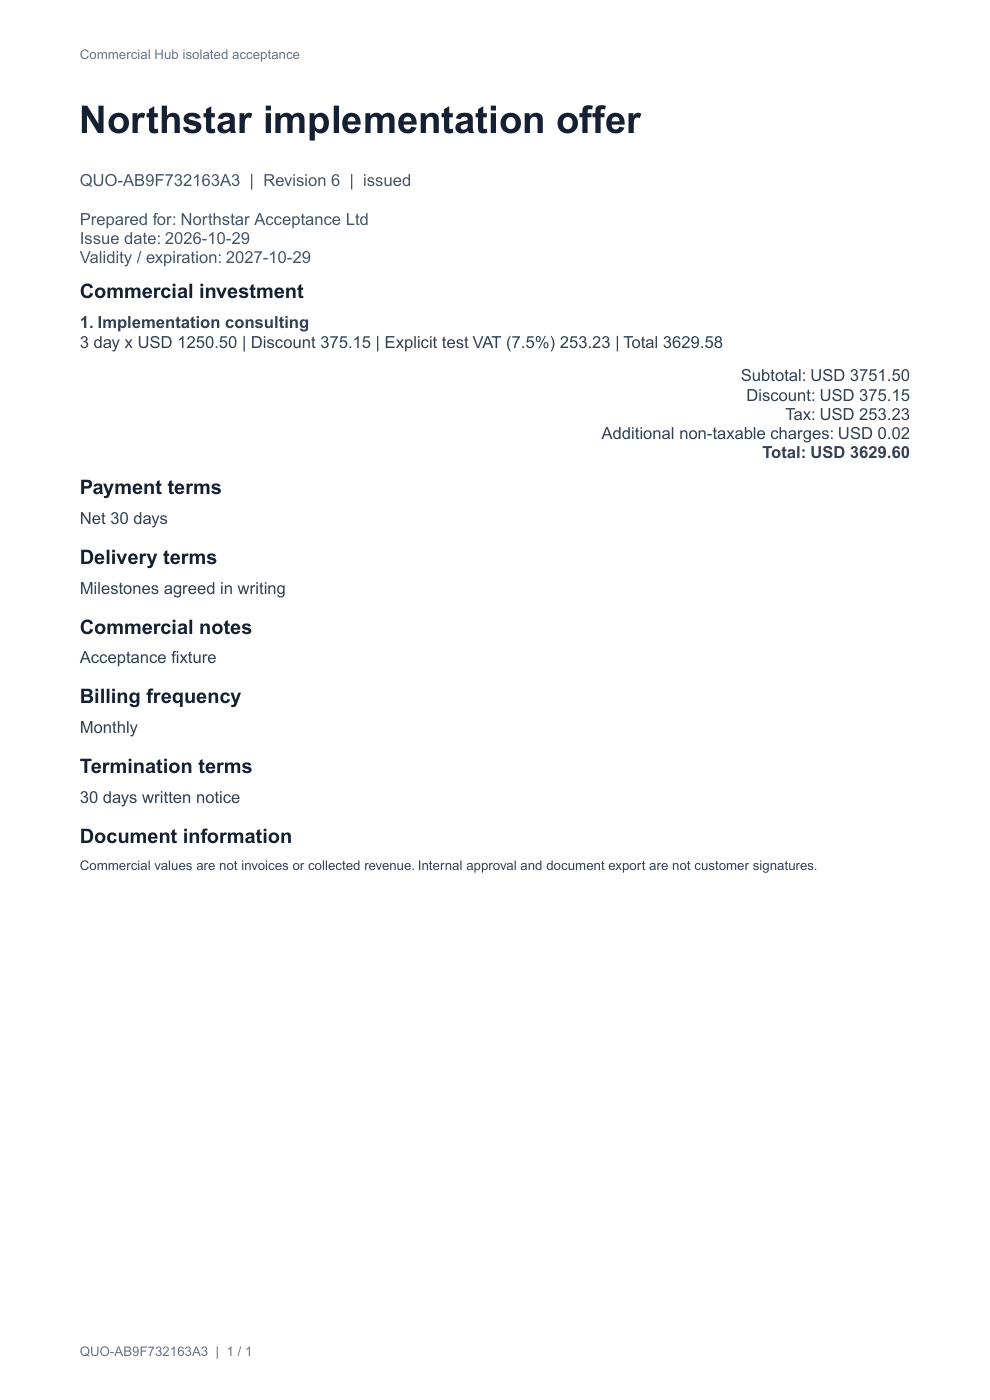 Commercial Hub isolated acceptance
Northstar implementation offer
QUO-AB9F732163A3 | Revision 6 | issued
Prepared for: Northstar Acceptance Ltd
Issue date: 2026-10-29
Validity / expiration: 2027-10-29
Commercial investment
1. Implementation consulting
3 day x USD 1250.50 | Discount 375.15 | Explicit test VAT (7.5%) 253.23 | Total 3629.58
Subtotal: USD 3751.50
Discount: USD 375.15
Tax: USD 253.23
Additional non-taxable charges: USD 0.02
Total: USD 3629.60
Payment terms
Net 30 days
Delivery terms
Milestones agreed in writing
Commercial notes
Acceptance fixture
Billing frequency
Monthly
Termination terms
30 days written notice
Document information
Commercial values are not invoices or collected revenue. Internal approval and document export are not customer signatures.
QUO-AB9F732163A3 | 1 / 1